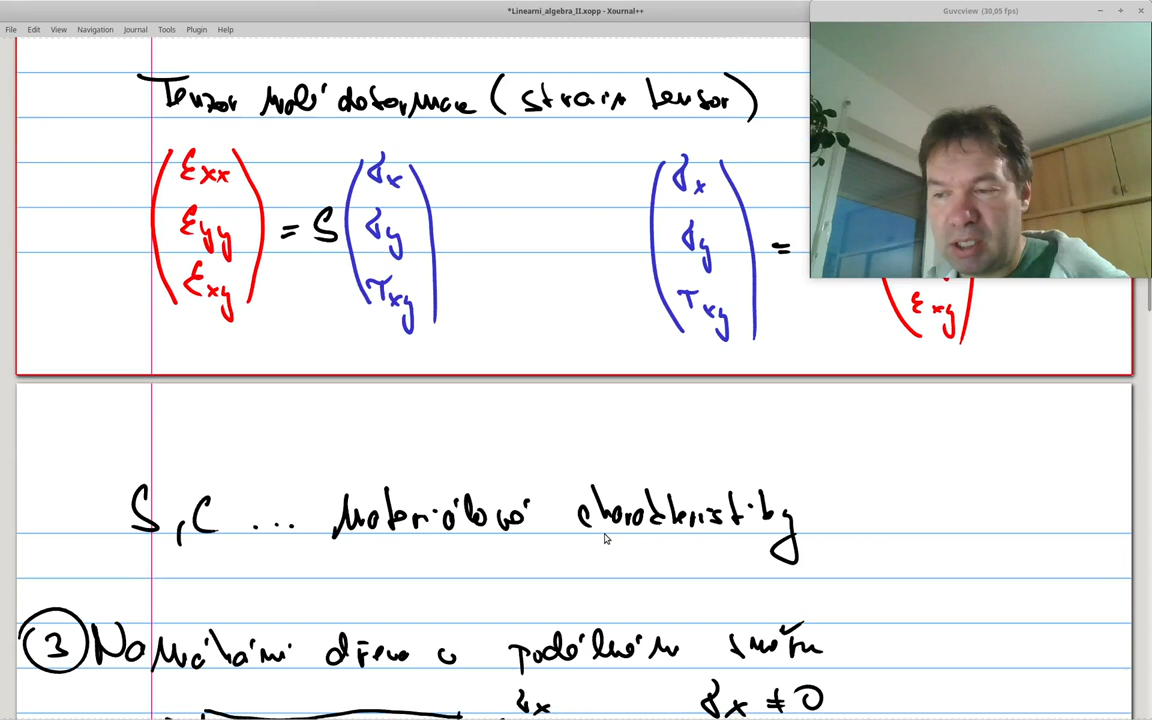 *Linearni_algebra_II.xopp - Xournal++
Guvcview (30,05 fps)
File Edit View Navigation Journal Tools Plugin Help
Tenzor malé deformace (strain tensor)
εxx
εyy
εxy
= S
σx
σy
τxy
σx
σy
τxy
=
εxy
S, C ... materiálové charakteristiky
3 Namáhání dřeva v podélném směru
σx σx ≠ 0